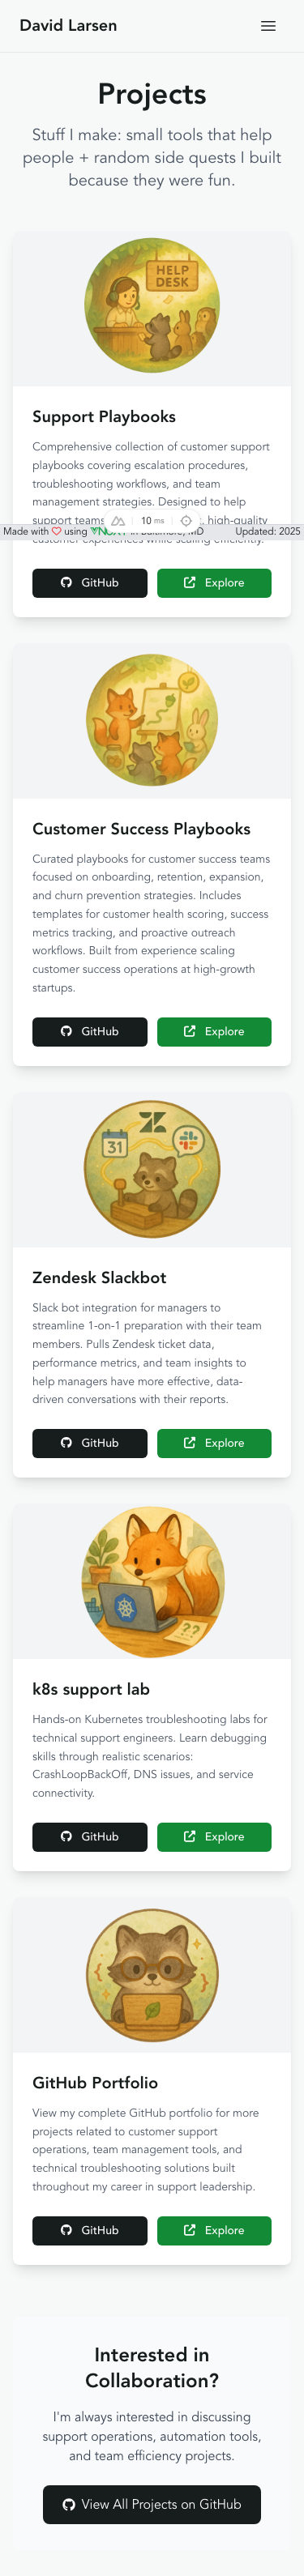 David Larsen
Projects
Stuff I make: small tools that help
people + random side quests I built
because they were fun.
HELP
DESK
Support Playbooks
Comprehensive collection of customer support
playbooks covering escalation procedures,
troubleshooting workflows, and team
management strategies. Designed to help
support teams
high-quality
10 ms
Made with
using
MD
Updated: 2025
GitHub
Explore
Customer Success Playbooks
Curated playbooks for customer success teams
focused on onboarding, retention, expansion,
and churn prevention strategies. Includes
templates for customer health scoring, success
metrics tracking, and proactive outreach
workflows. Built from experience scaling
customer success operations at high-growth
startups.
GitHub
Explore
31
Zendesk Slackbot
Slack bot integration for managers to
streamline 1-on-1 preparation with their team
members. Pulls Zendesk ticket data,
performance metrics, and team insights to
help managers have more effective, data-
driven conversations with their reports.
GitHub
Explore
??
k8s support lab
Hands-on Kubernetes troubleshooting labs for
technical support engineers. Learn debugging
skills through realistic scenarios:
CrashLoopBackOff, DNS issues, and service
connectivity.
GitHub
Explore
GitHub Portfolio
View my complete GitHub portfolio for more
projects related to customer support
operations, team management tools, and
technical troubleshooting solutions built
throughout my career in support leadership.
GitHub
Explore
Interested in
Collaboration?
I'm always interested in discussing
support operations, automation tools,
and team efficiency projects.
View All Projects on GitHub